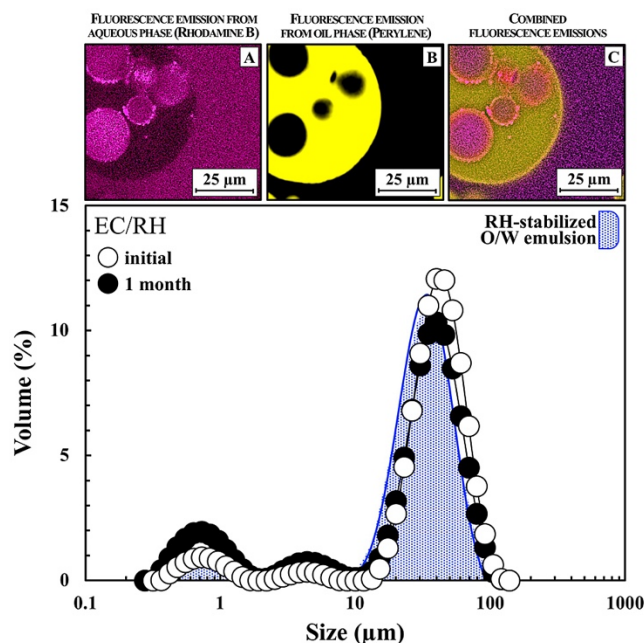 FLUORESCENCE EMISSION FROM
AQUEOUS PHASE (RHODAMINE B)
FLUORESCENCE EMISSION
FROM OIL PHASE (PERYLENE)
COMBINED
FLUORESCENCE EMISSIONS
A
25 µm
B
25 µm
C
25 µm
15
10
5
0
Volume (%)
EC/RH
initial
1 month
RH-stabilized
O/W emulsion
0.1
1
10
100
1000
Size (µm)